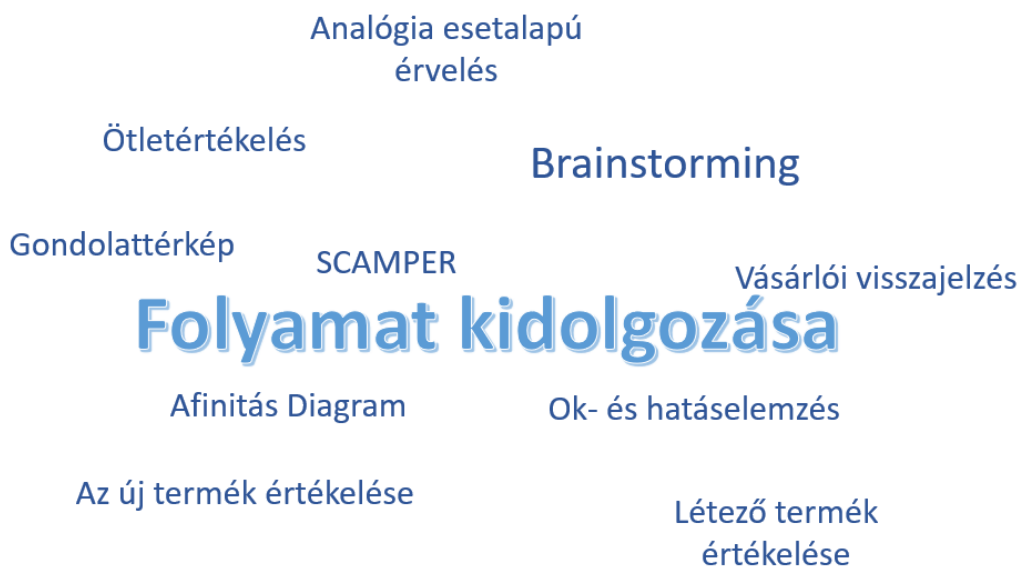 Analógia esetalapú
érvelés
Ötletértékelés
Brainstorming
Gondolattérkép
SCAMPER
Vásárlói visszajelzés
Folyamat kidolgozása
Afinitás Diagram
Ok- és hatáselemzés
Az új termék értékelése
Létező termék
értékelése